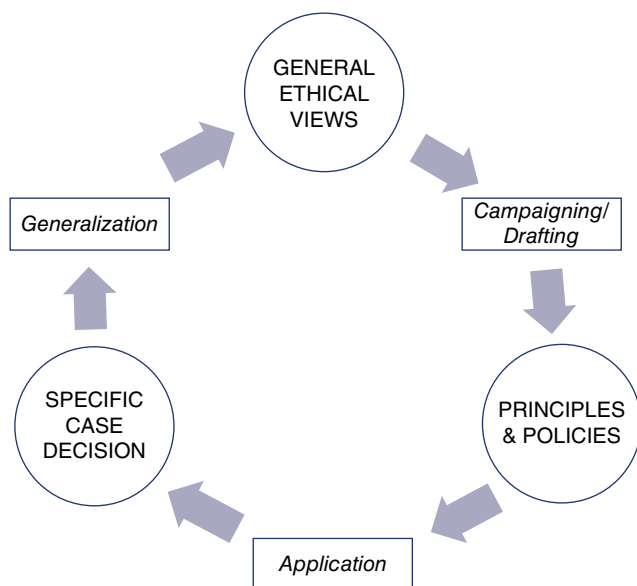 GENERAL
ETHICAL
VIEWS
Campaigning/
Drafting
PRINCIPLES
& POLICIES
Application
SPECIFIC
CASE
DECISION
Generalization